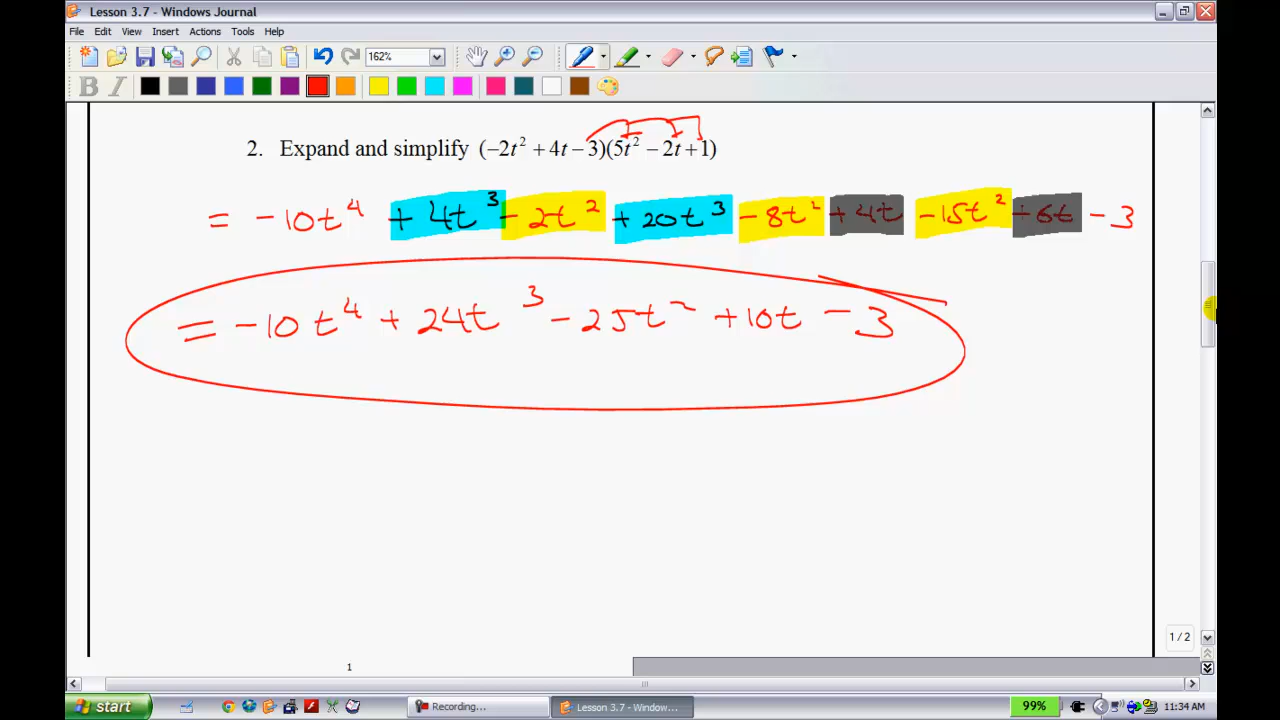 Lesson 3.7 - Windows Journal
File Edit View Insert Actions Tools Help
162%
B I
2. Expand and simplify (−2t² + 4t − 3)(5t² − 2t + 1)
= −10t⁴ + 4t³ − 2t² + 20t³ − 8t² + 4t − 15t² + 6t − 3
= −10t⁴ + 24t³ − 25t² + 10t − 3
1 / 2
1
start Recording... Lesson 3.7 - Window... 99% 11:34 AM